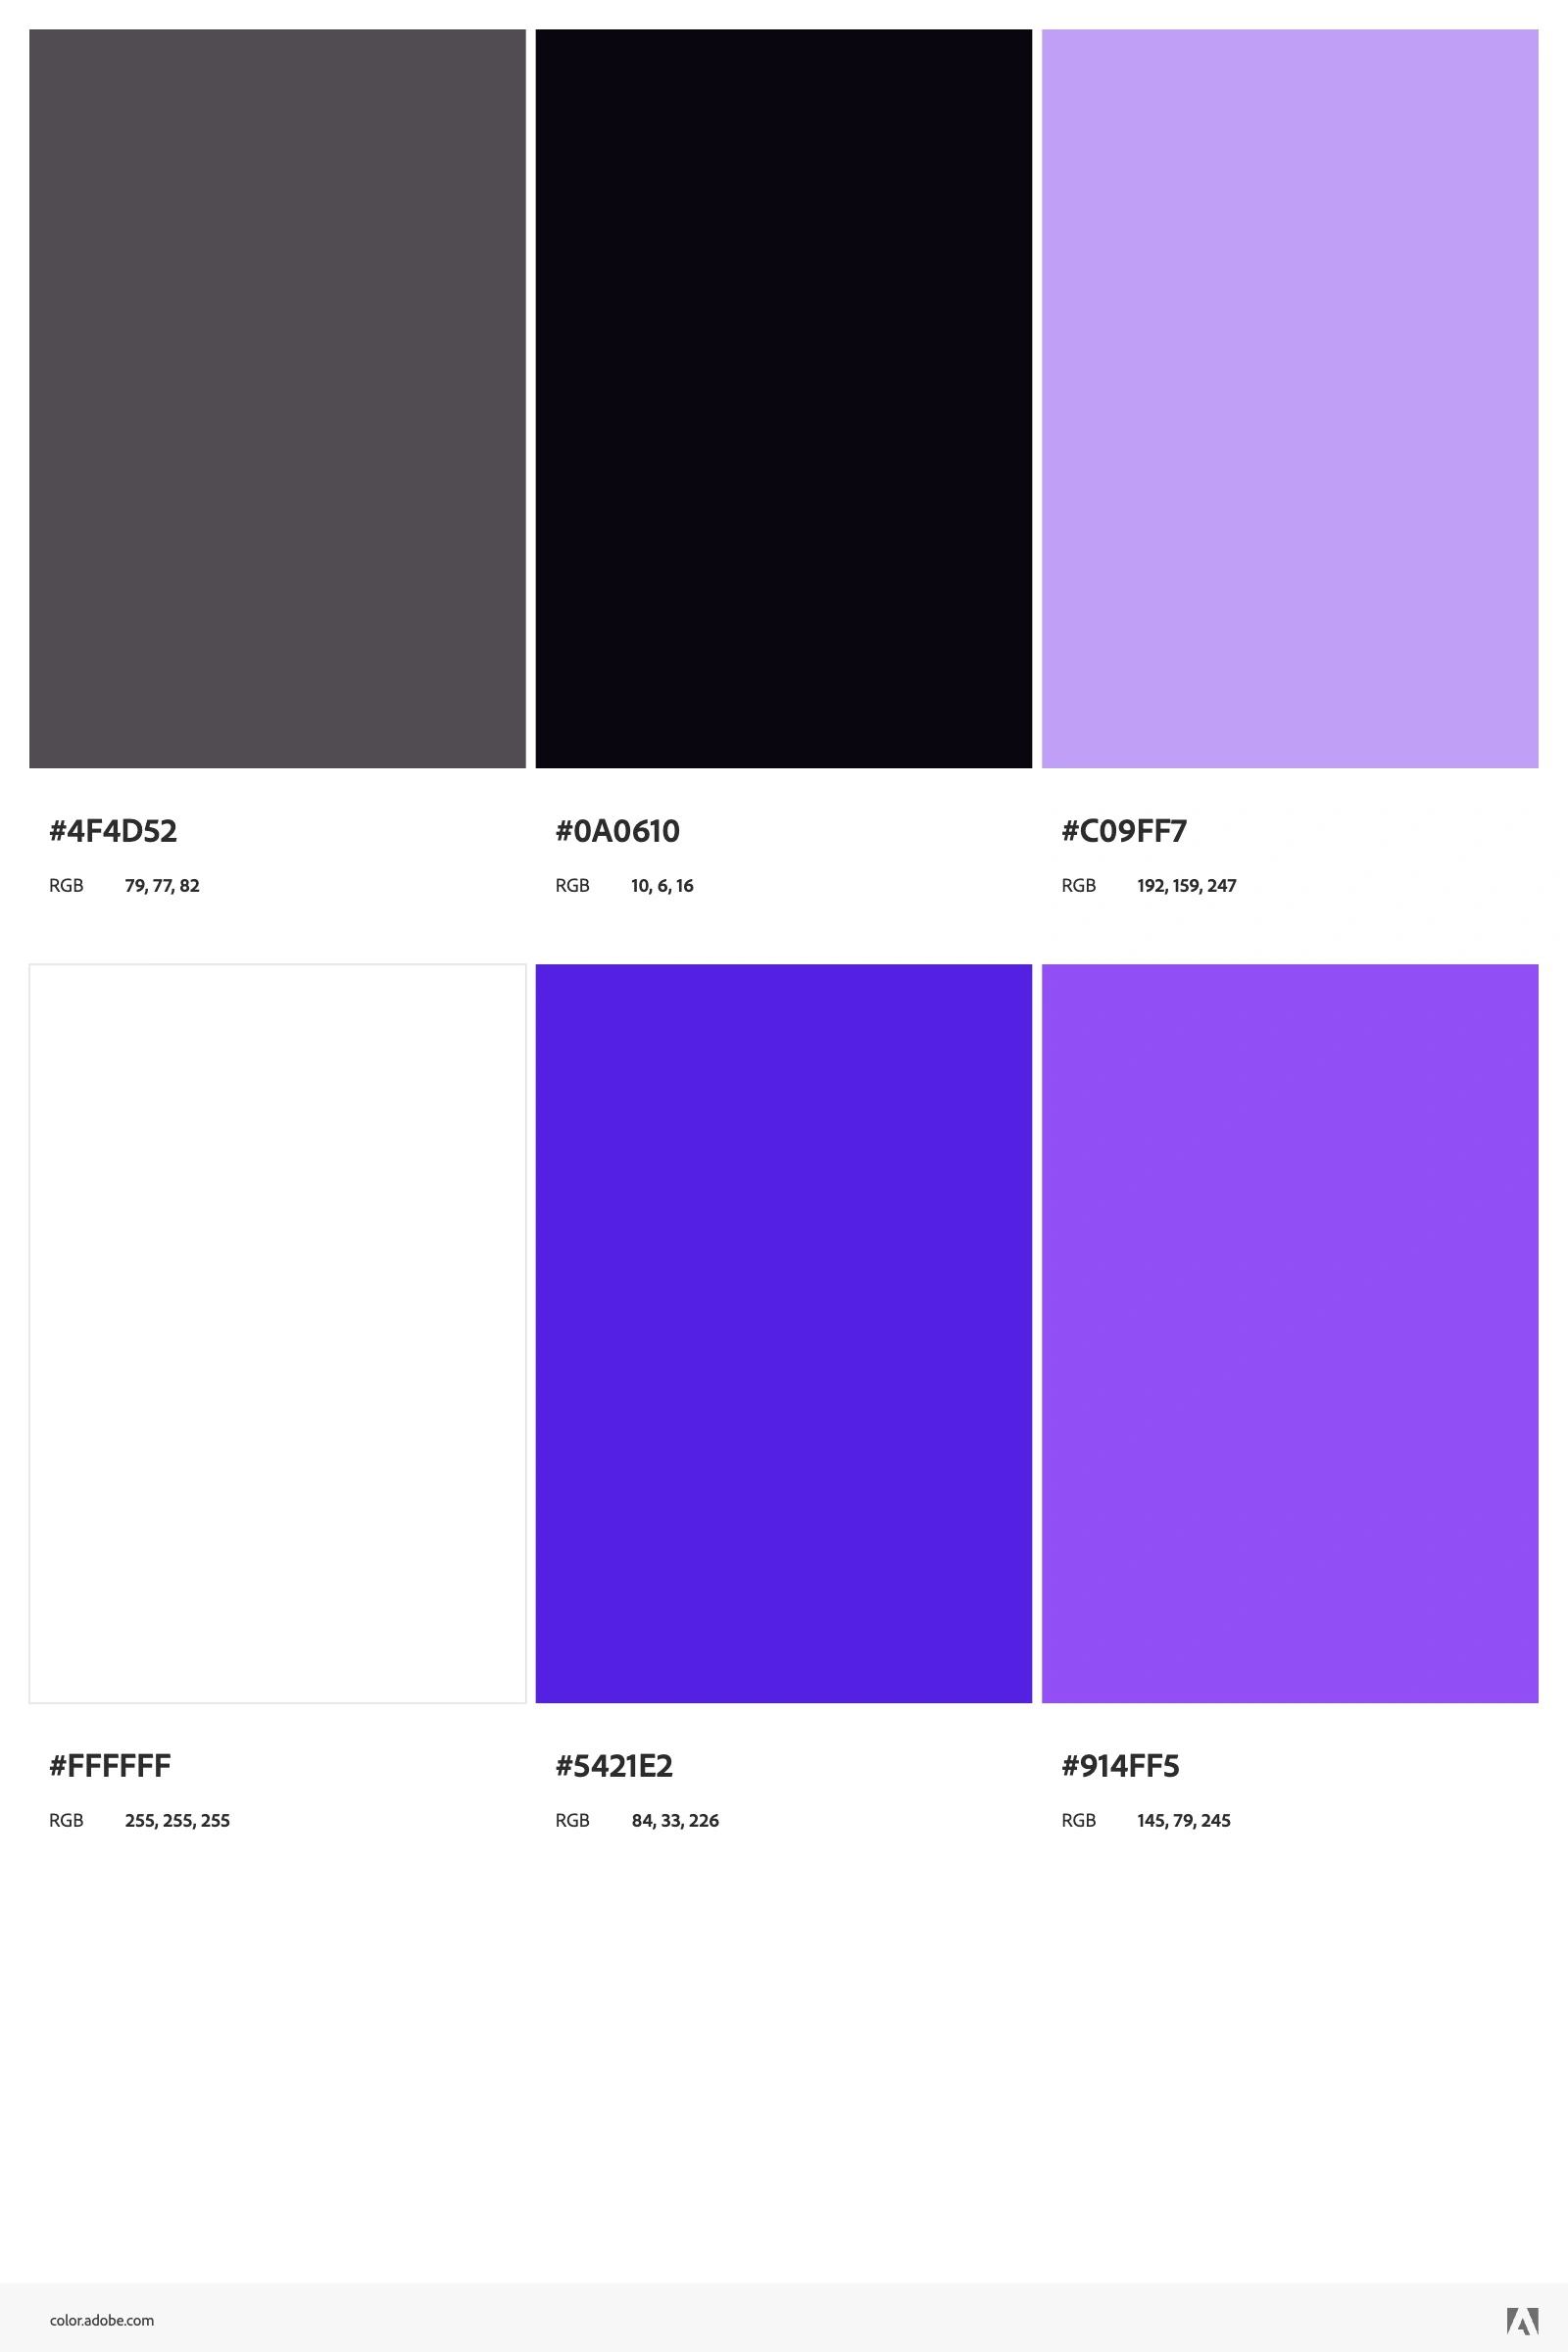 #4F4D52
#0A0610
#C09FF7
RGB 79, 77, 82
RGB 10, 6, 16
RGB 192, 159, 247
#FFFFFF
#5421E2
#914FF5
RGB 255, 255, 255
RGB 84, 33, 226
RGB 145, 79, 245
color.adobe.com